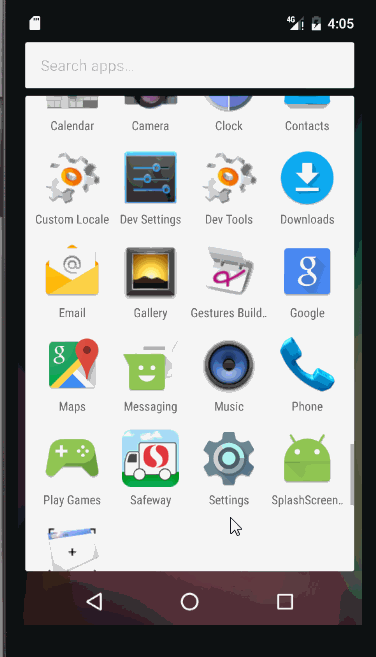 4G 4:05
Search apps...
Calendar Camera Clock Contacts
Custom Locale Dev Settings Dev Tools Downloads
Email Gallery Gestures Build.. Google
Maps Messaging Music Phone
Play Games Safeway Settings SplashScreen..